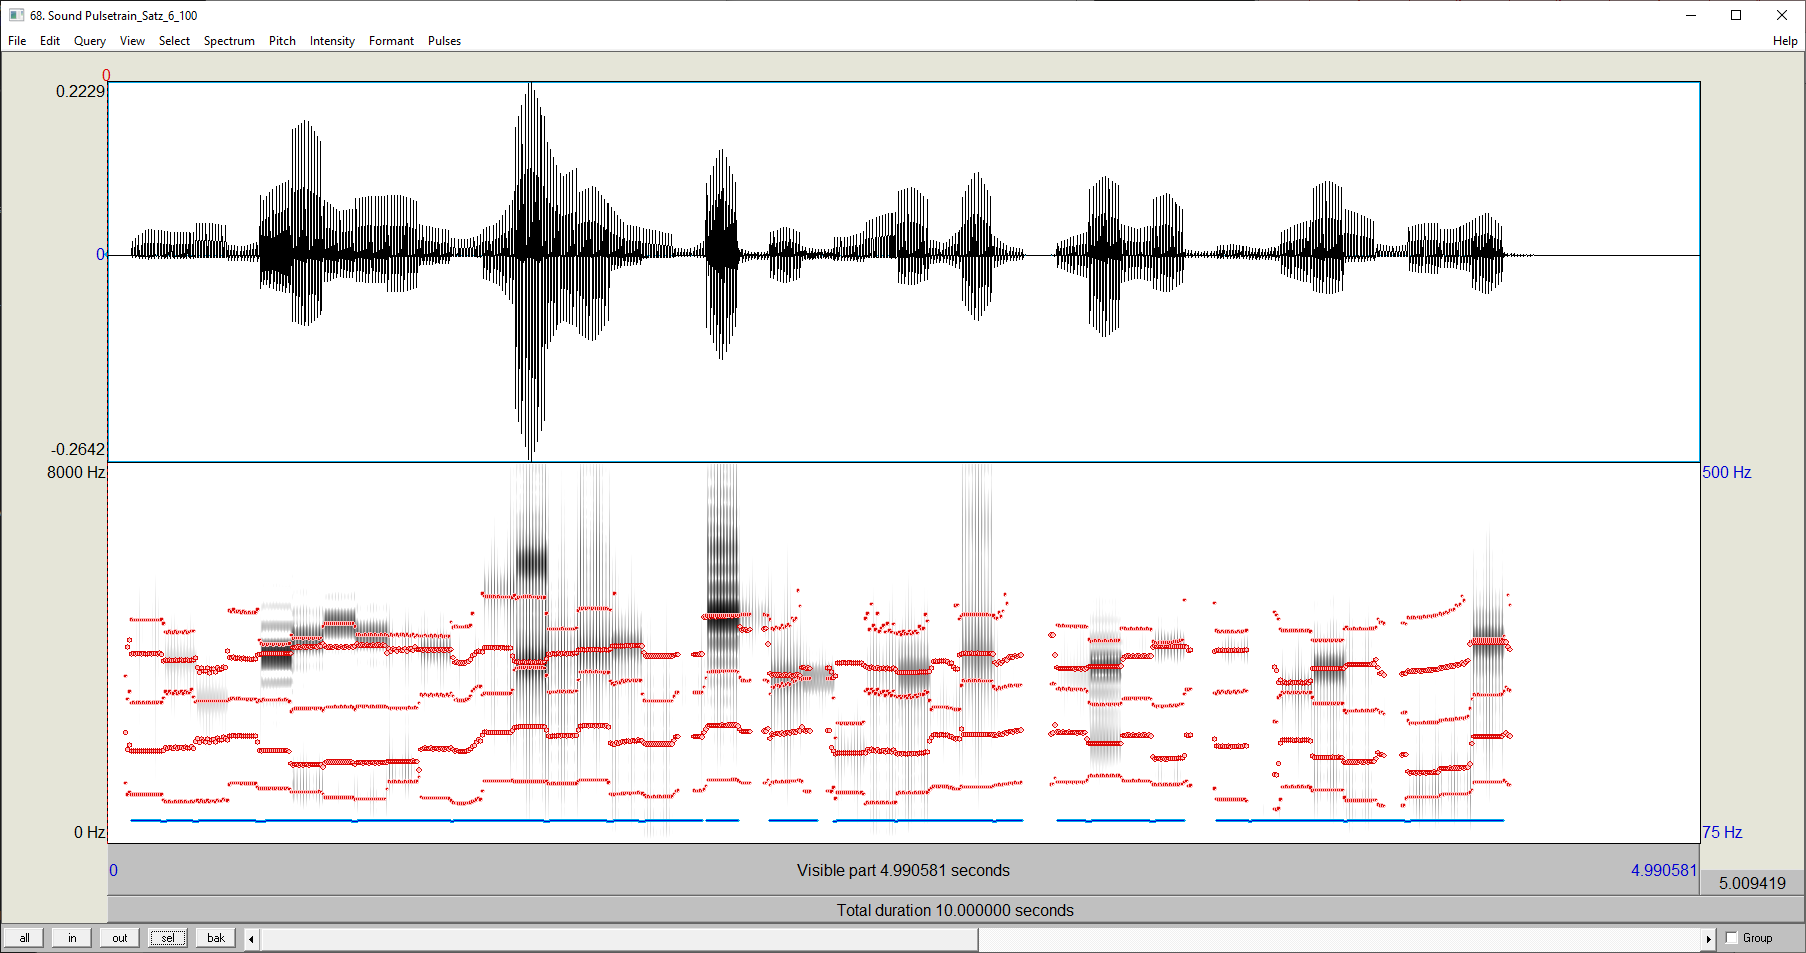 68. Sound Pulsetrain_Satz_6_100
File Edit Query View Select Spectrum Pitch Intensity Formant Pulses Help
0
0.2229
0
-0.2642
8000 Hz 500 Hz
0 Hz 75 Hz
0 Visible part 4.990581 seconds 4.990581
5.009419
Total duration 10.000000 seconds
all in out sel bak Group